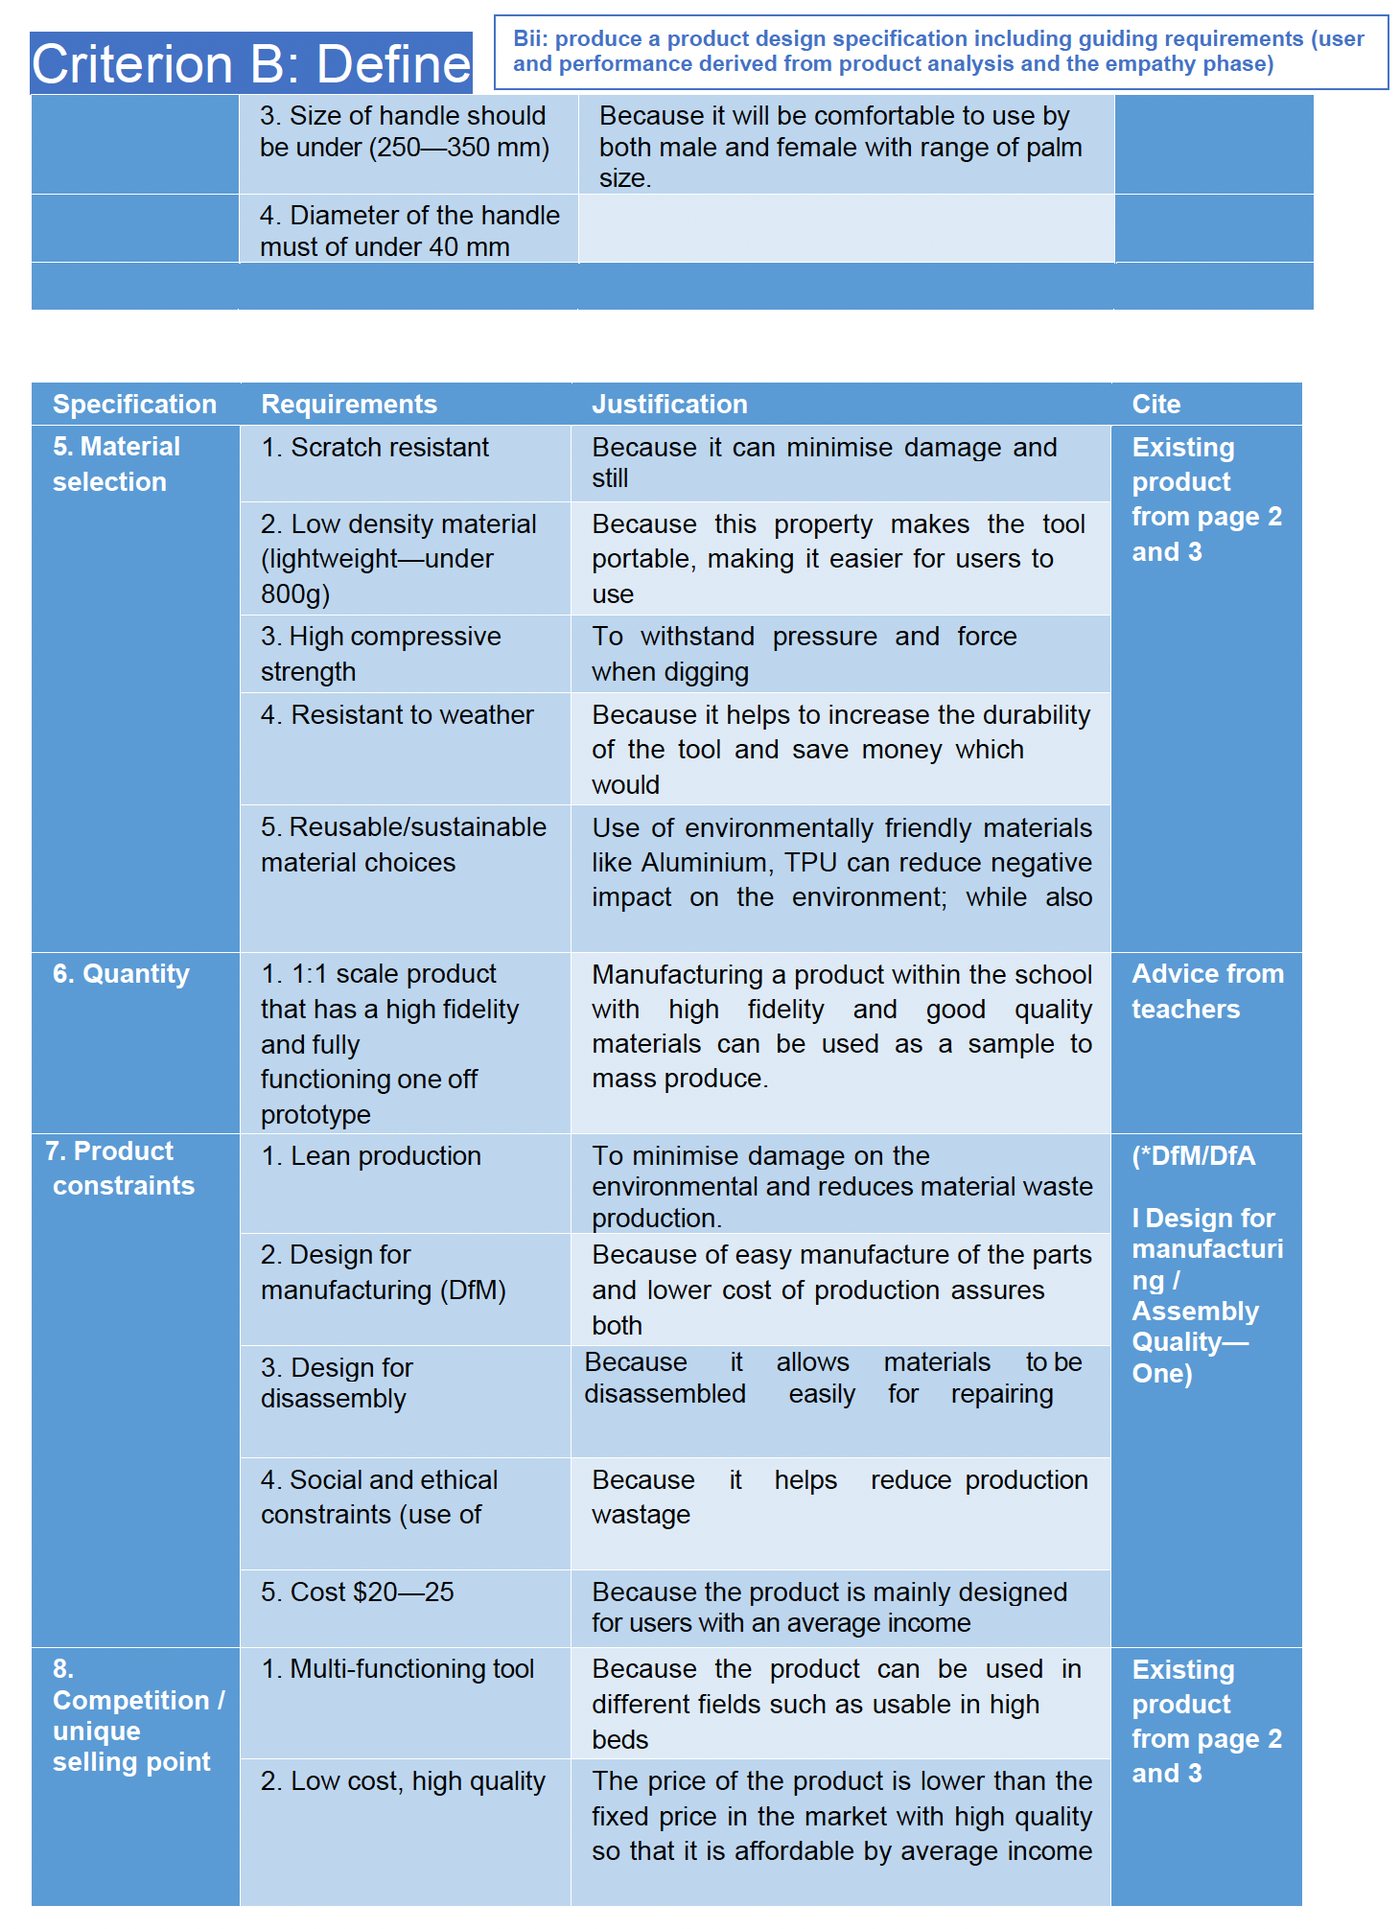 Criterion B: Define
Bii: produce a product design specification including guiding requirements (user
and performance derived from product analysis and the empathy phase)
3. Size of handle should
be under (250—350 mm)
Because it will be comfortable to use by
both male and female with range of palm
size.
4. Diameter of the handle
must of under 40 mm
Specification
Requirements
Justification
Cite
5. Material
selection
1. Scratch resistant
Because it can minimise damage and
still
Existing
product
from page 2
and 3
2. Low density material
(lightweight—under
800g)
Because this property makes the tool
portable, making it easier for users to
use
3. High compressive
strength
To withstand pressure and force
when digging
4. Resistant to weather
Because it helps to increase the durability
of the tool and save money which
would
5. Reusable/sustainable
material choices
Use of environmentally friendly materials
like Aluminium, TPU can reduce negative
impact on the environment; while also
6. Quantity
1. 1:1 scale product
that has a high fidelity
and fully
functioning one off
prototype
Manufacturing a product within the school
with high fidelity and good quality
materials can be used as a sample to
mass produce.
Advice from
teachers
7. Product
constraints
1. Lean production
To minimise damage on the
environmental and reduces material waste
production.
(*DfM/DfA
I Design for
manufacturi
ng /
Assembly
Quality—
One)
2. Design for
manufacturing (DfM)
Because of easy manufacture of the parts
and lower cost of production assures
both
3. Design for
disassembly
Because it allows materials to be
disassembled easily for repairing
4. Social and ethical
constraints (use of
Because it helps reduce production
wastage
5. Cost $20—25
Because the product is mainly designed
for users with an average income
8.
Competition /
unique
selling point
1. Multi-functioning tool
Because the product can be used in
different fields such as usable in high
beds
Existing
product
from page 2
and 3
2. Low cost, high quality
The price of the product is lower than the
fixed price in the market with high quality
so that it is affordable by average income